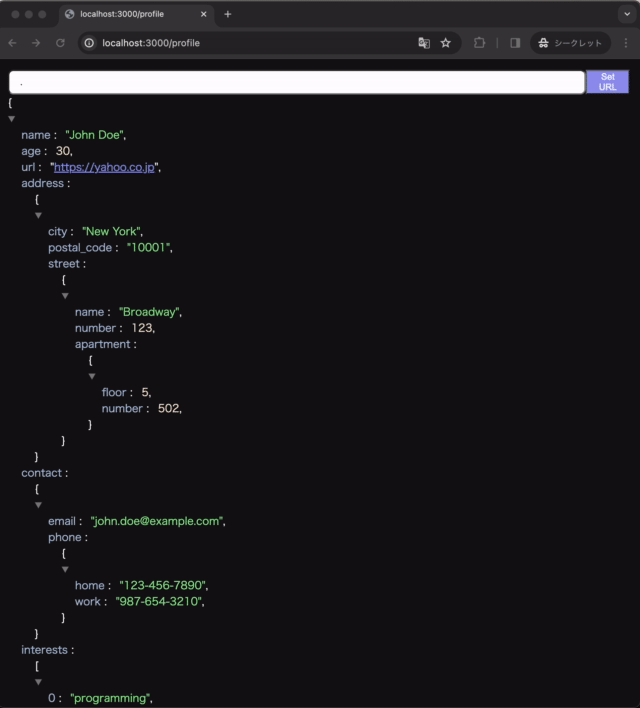 localhost:3000/profile
localhost:3000/profile
シークレット
.
Set
URL
{
name : "John Doe",
age : 30,
url : "https://yahoo.co.jp",
address :
{
city : "New York",
postal_code : "10001",
street :
{
name : "Broadway",
number : 123,
apartment :
{
floor : 5,
number : 502,
}
}
}
contact :
{
email : "john.doe@example.com",
phone :
{
home : "123-456-7890",
work : "987-654-3210",
}
}
interests :
[
0 : "programming",